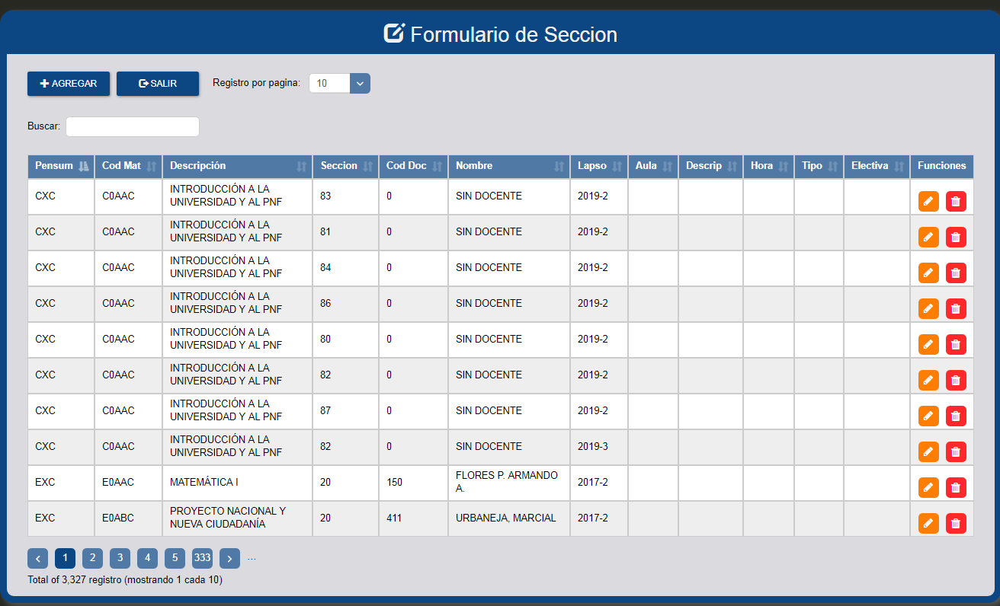 Formulario de Seccion
AGREGAR SALIR Registro por pagina: 10
Buscar:
Pensum Cod Mat Descripción Seccion Cod Doc Nombre Lapso Aula Descrip Hora Tipo Electiva Funciones
CXC C0AAC INTRODUCCIÓN A LA UNIVERSIDAD Y AL PNF 83 0 SIN DOCENTE 2019-2
CXC C0AAC INTRODUCCIÓN A LA UNIVERSIDAD Y AL PNF 81 0 SIN DOCENTE 2019-2
CXC C0AAC INTRODUCCIÓN A LA UNIVERSIDAD Y AL PNF 84 0 SIN DOCENTE 2019-2
CXC C0AAC INTRODUCCIÓN A LA UNIVERSIDAD Y AL PNF 86 0 SIN DOCENTE 2019-2
CXC C0AAC INTRODUCCIÓN A LA UNIVERSIDAD Y AL PNF 80 0 SIN DOCENTE 2019-2
CXC C0AAC INTRODUCCIÓN A LA UNIVERSIDAD Y AL PNF 82 0 SIN DOCENTE 2019-2
CXC C0AAC INTRODUCCIÓN A LA UNIVERSIDAD Y AL PNF 87 0 SIN DOCENTE 2019-2
CXC C0AAC INTRODUCCIÓN A LA UNIVERSIDAD Y AL PNF 82 0 SIN DOCENTE 2019-3
EXC E0AAC MATEMÁTICA I 20 150 FLORES P. ARMANDO A. 2017-2
EXC E0ABC PROYECTO NACIONAL Y NUEVA CIUDADANÍA 20 411 URBANEJA, MARCIAL 2017-2
‹ 1 2 3 4 5 333 › ...
Total of 3,327 registro (mostrando 1 cada 10)